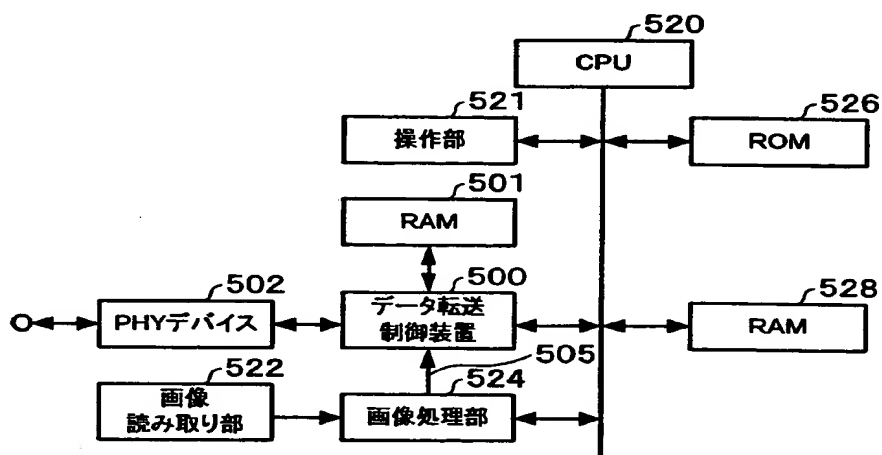 520
CPU
521
操作部
526
ROM
501
RAM
502
PHYデバイス
500
データ転送
制御装置
528
RAM
505
522
画像
読み取り部
524
画像処理部